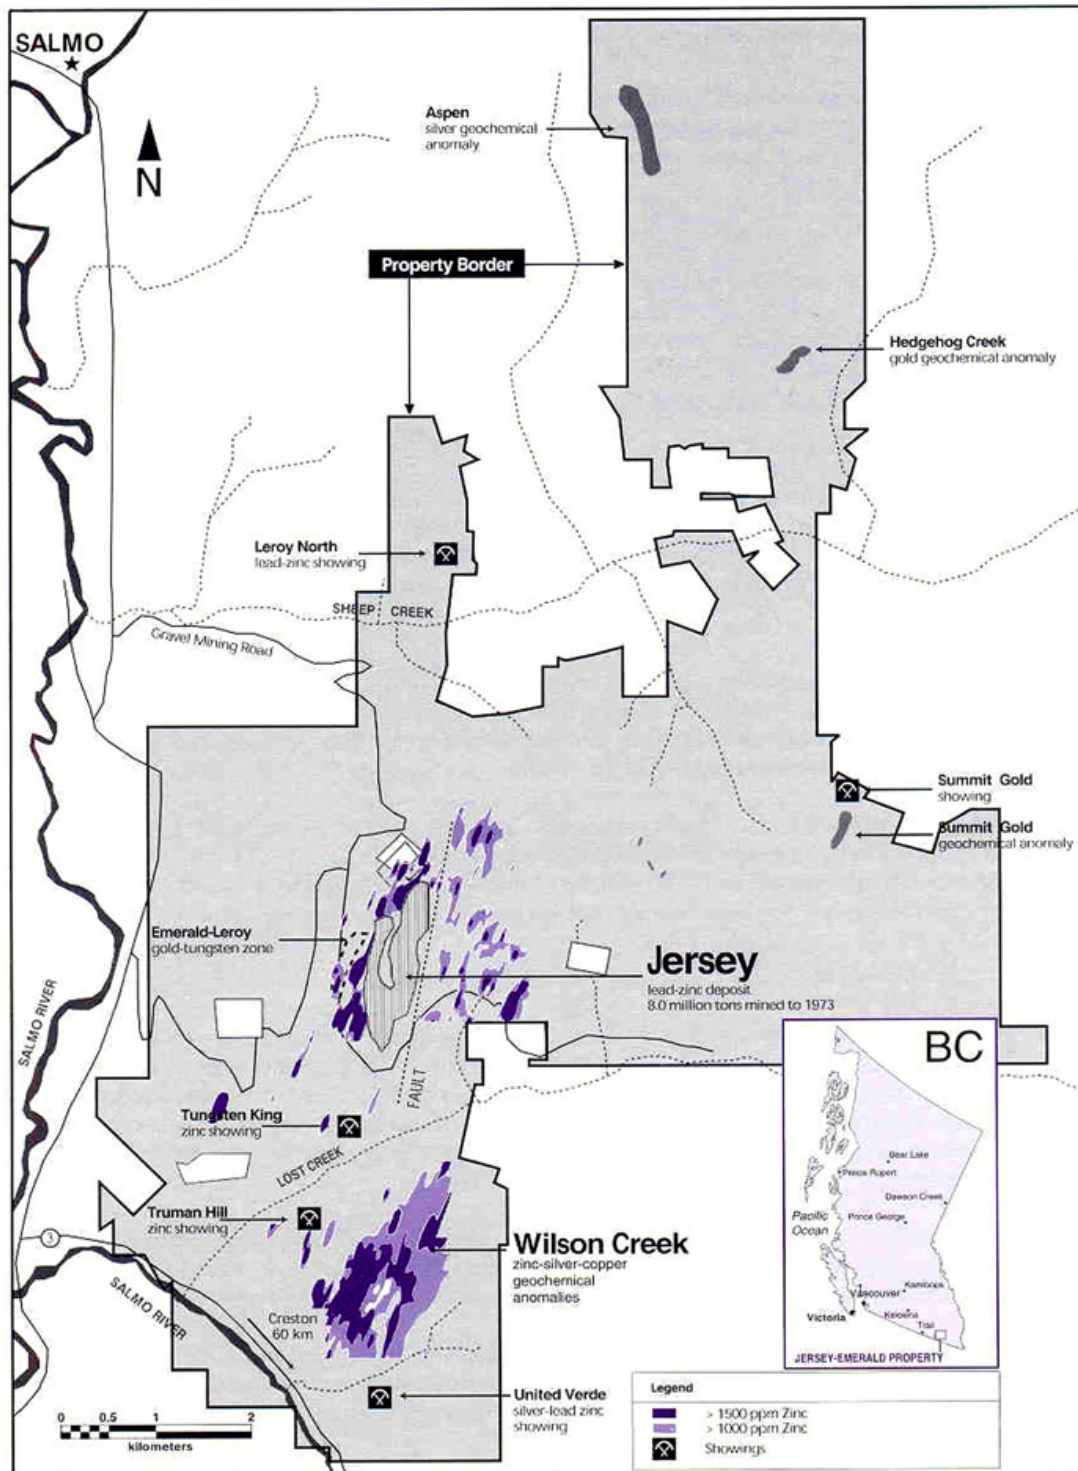 SALMO
N
Aspen
silver geochemical
anomaly
Property Border
Hedgehog Creek
gold geochemical anomaly
Leroy North
lead-zinc showing
SHEEP CREEK
Gravel Mining Road
Summit Gold
showing
Summit Gold
geochemical anomaly
Emerald-Leroy
gold-tungsten zone
Jersey
lead-zinc deposit
8.0 million tons mined to 1973
SALMO RIVER
FAULT
Tungsten King
zinc showing
LOST CREEK
Truman Hill
zinc showing
3
Wilson Creek
zinc-silver-copper
geochemical
anomalies
SALMO RIVER
Creston
60 km
United Verde
silver-lead zinc
showing
0 0.5 1 2
kilometers
BC
Bear Lake
Prince Rupert
Dawson Creek
Prince George
Pacific
Ocean
Kamloops
Vancouver
Victoria
Kelowna
Trail
JERSEY-EMERALD PROPERTY
Legend
> 1500 ppm Zinc
> 1000 ppm Zinc
Showings